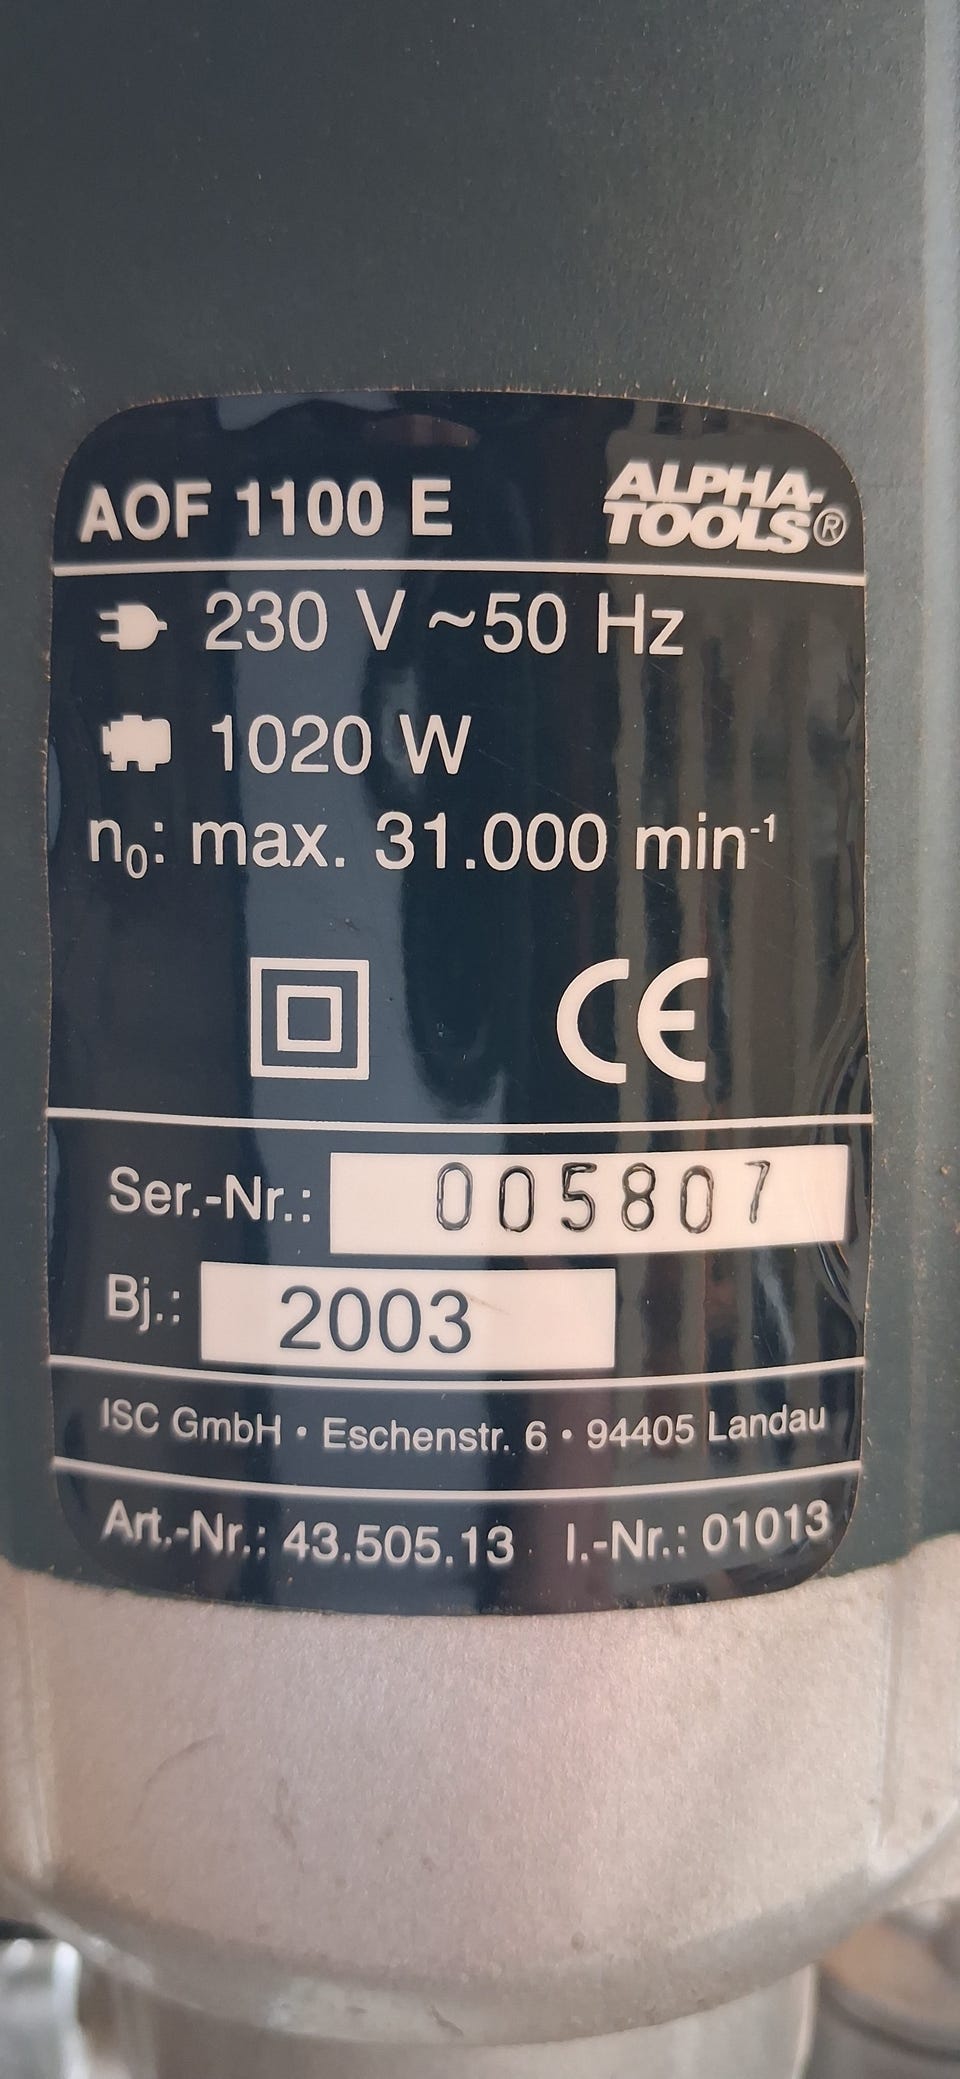 AOF 1100 E
ALPHA-
TOOLS®
230 V ~50 Hz
1020 W
n₀: max. 31.000 min⁻¹
CE
Ser.-Nr.: 005807
Bj.: 2003
ISC GmbH • Eschenstr. 6 • 94405 Landau
Art.-Nr.: 43.505.13 I.-Nr.: 01013